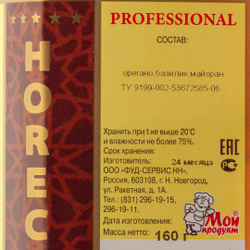 HOREC
PROFESSIONAL
СОСТАВ:
орегано,базилик,майоран
ТУ 9199-002-53672585-06
Хранить при t не выше 20°С
и влажности не более 75%.
Срок хранения:
24 месяца
Изготовитель:
ООО «ФУД-СЕРВИС НН»,
Россия, 603108, г. Н. Новгород,
ул. Ракетная, д. 1А.
Тел.: (831) 296-19-15,
296-19-11.
Дата изготовления:
Масса нетто: 160 г
ЕАС
РСТ
Мой
продукт